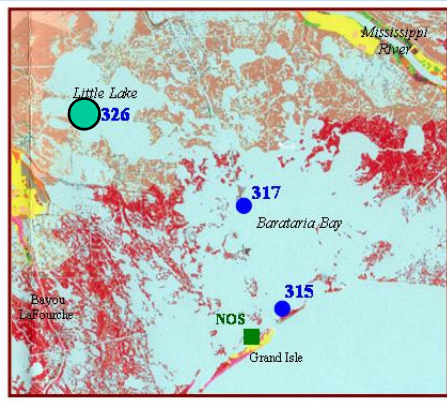 Mississippi
River
Little Lake
326
317
Barataria Bay
315
Bayou
LaFourche
NOS
Grand Isle